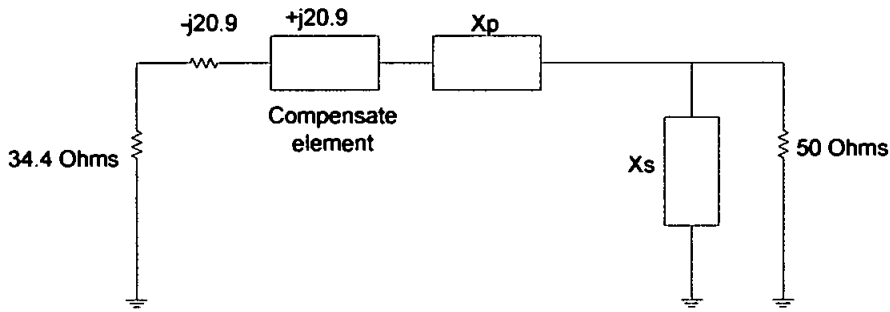 -j20.9
+j20.9
Xp
Compensate
element
34.4 Ohms
Xs
50 Ohms